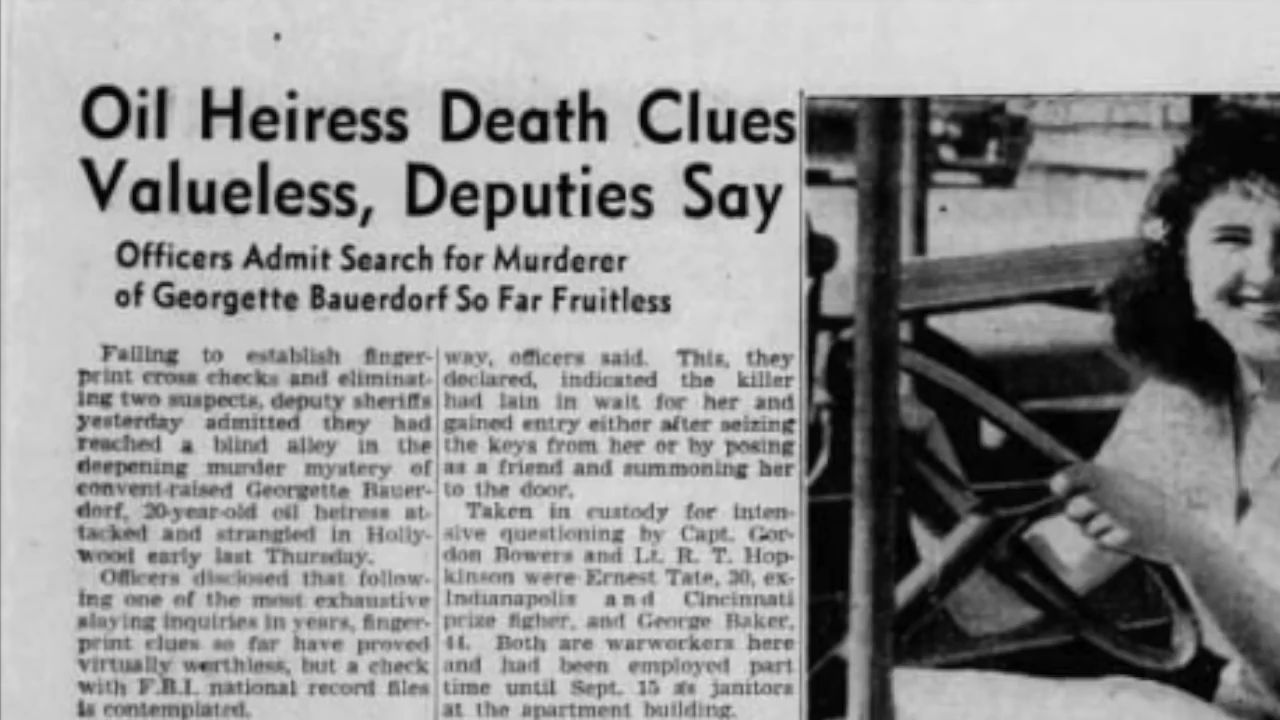 Oil Heiress Death Clues
Valueless, Deputies Say
Officers Admit Search for Murderer
of Georgette Bauerdorf So Far Fruitless
Failing to establish finger-
print cross checks and eliminat-
ing two suspects, deputy sheriffs
yesterday admitted they had
reached a blind alley in the
deepening murder mystery of
convent-raised Georgette Bauer-
dorf, 20-year-old oil heiress at-
tacked and strangled in Holly-
wood early last Thursday.
Officers disclosed that follow-
ing one of the most exhaustive
slaying inquiries in years, finger-
print clues so far have proved
virtually worthless, but a check
with F.B.I. national record files
is contemplated.
way, officers said. This, they
declared, indicated the killer
had lain in wait for her and
gained entry either after seizing
the keys from her or by posing
as a friend and summoning her
to the door.
Taken in custody for inten-
sive questioning by Capt. Gor-
don Bowers and Lt. R. T. Hop-
kinson were Ernest Tate, 30, ex-
Indianapolis and Cincinnati
prize figher, and George Baker,
44. Both are warworkers here
and had been employed part
time until Sept. 15 as janitors
at the apartment building.